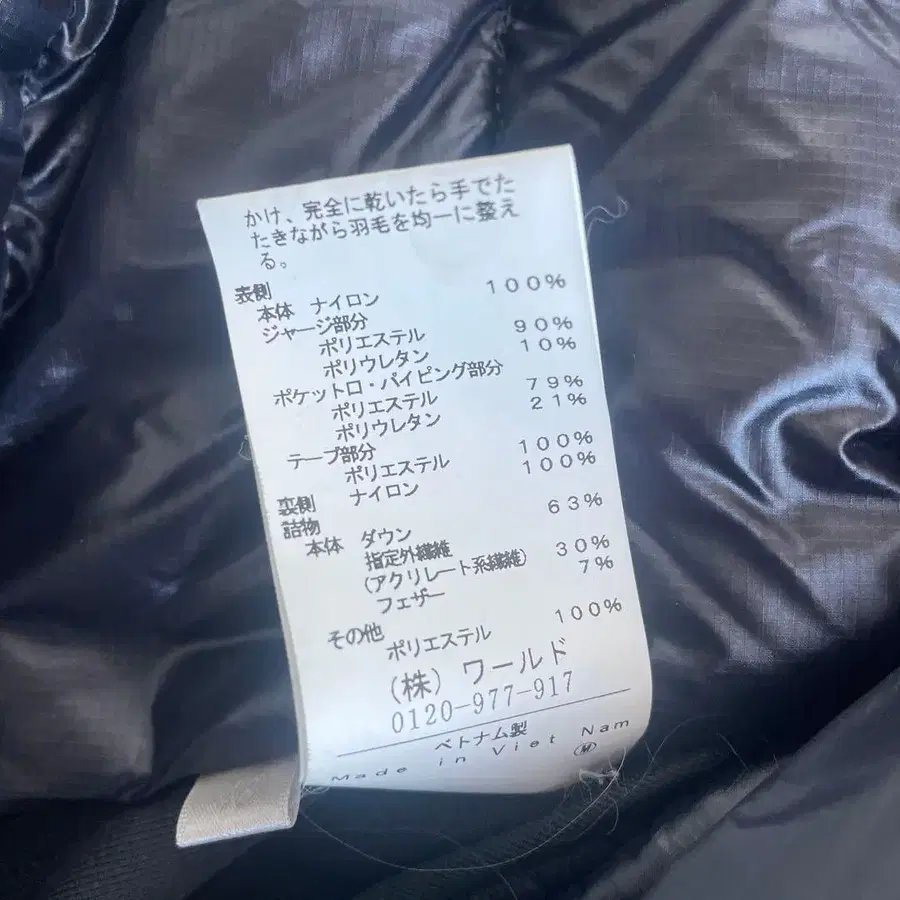 かけ、完全に乾いたら手でた
たきながら羽毛を均一に整え
る。
表側
本体 ナイロン 100%
ジャージ部分
ポリエステル 90%
ポリウレタン 10%
ポケット口・パイピング部分
ポリエステル 79%
ポリウレタン 21%
テープ部分
ポリエステル 100%
裏側 ナイロン 100%
詰物
本体 ダウン 63%
指定外繊維
(アクリレート系繊維) 30%
フェザー 7%
その他
ポリエステル 100%
(株) ワールド
0120-977-917
ベトナム製
Made in Viet Nam
M